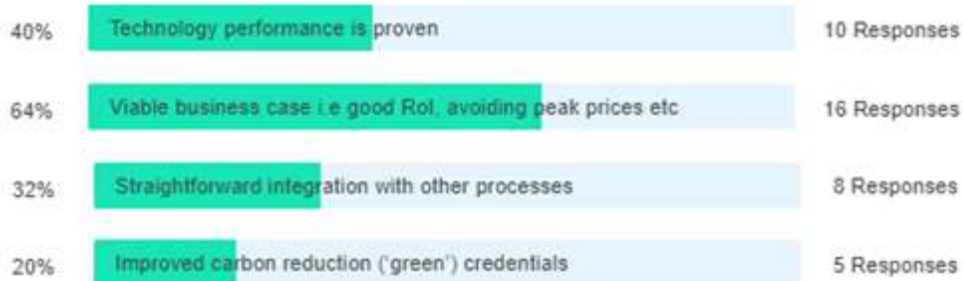 40% Technology performance is proven 10 Responses
64% Viable business case i.e good RoI, avoiding peak prices etc 16 Responses
32% Straightforward integration with other processes 8 Responses
20% Improved carbon reduction ('green') credentials 5 Responses